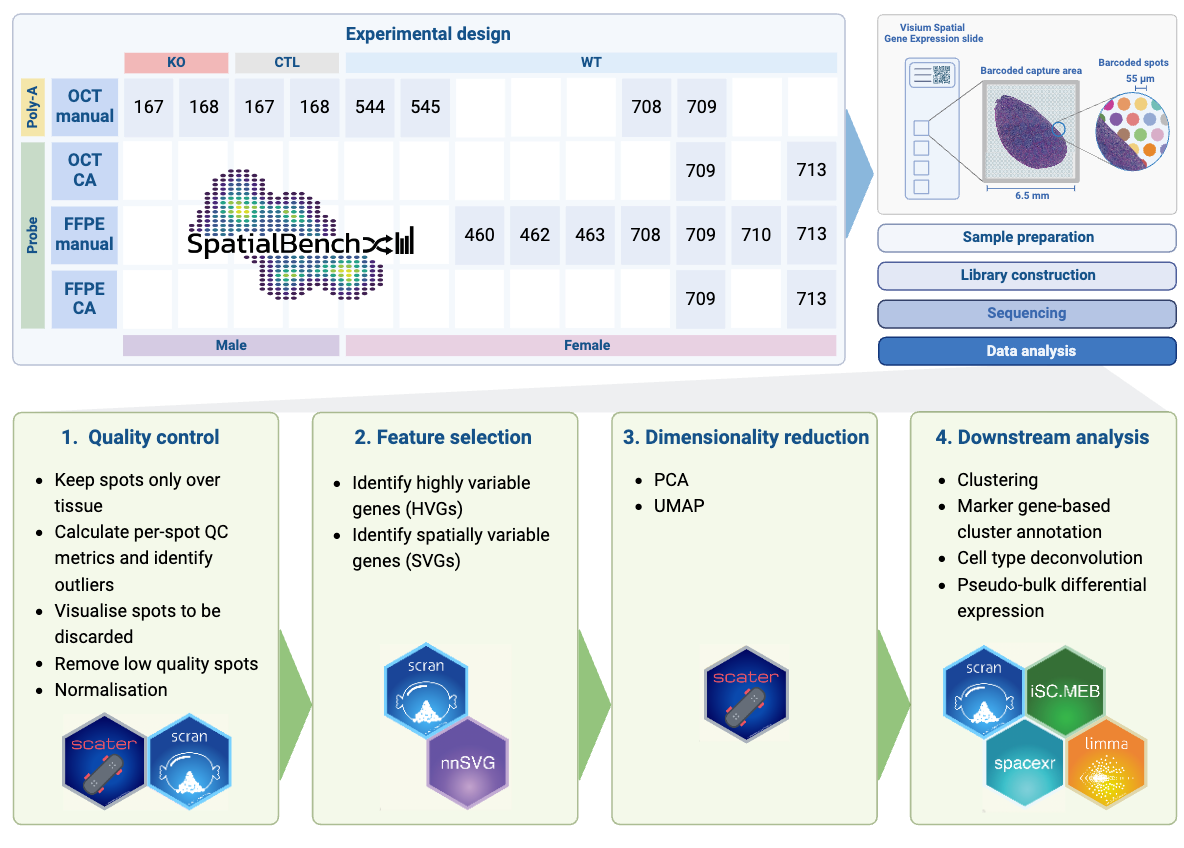 Experimental design
KO
CTL
WT
Poly-A
OCT manual
167
168
167
168
544
545
708
709
Probe
OCT CA
709
713
FFPE manual
460
462
463
708
709
710
713
SpatialBench
FFPE CA
709
713
Male
Female
Visium Spatial
Gene Expression slide
Barcoded capture area
Barcoded spots
55 µm
6.5 mm
Sample preparation
Library construction
Sequencing
Data analysis
1. Quality control
• Keep spots only over
tissue
• Calculate per-spot QC
metrics and identify
outliers
• Visualise spots to be
discarded
• Remove low quality spots
• Normalisation
scater
scran
2. Feature selection
• Identify highly variable
genes (HVGs)
• Identify spatially variable
genes (SVGs)
scran
nnSVG
3. Dimensionality reduction
• PCA
• UMAP
scater
4. Downstream analysis
• Clustering
• Marker gene-based
cluster annotation
• Cell type deconvolution
• Pseudo-bulk differential
expression
scran
iSC.MEB
spacexr
limma